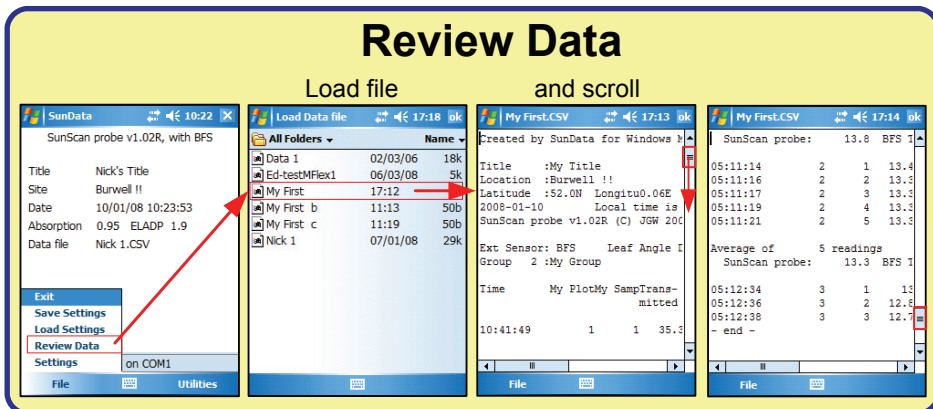 Review Data
Load file
and scroll
SunData 10:22 X
SunScan probe v1.02R, with BFS
Title Nick's Title
Site Burwell !!
Date 10/01/08 10:23:53
Absorption 0.95 ELADP 1.9
Data file Nick 1.CSV
Exit
Save Settings
Load Settings
Review Data
Settings on COM1
File Utilities
Load Data file 17:18 ok
All Folders Name
Data 1 02/03/06 18k
Ed-testMFlex1 06/03/08 5k
My First 17:12
My First b 11:13 50b
My First c 11:19 50b
Nick 1 07/01/08 29k
My First.CSV 17:13 ok
Created by SunData for Windows M
Title :My Title
Location :Burwell !!
Latitude :52.0N Longitu0.06E
2008-01-10 Local time is
SunScan probe v1.02R (C) JGW 200
Ext Sensor: BFS Leaf Angle D
Group 2 :My Group
Time My PlotMy SampTrans-
mitted
10:41:49 1 1 35.3
File
My First.CSV 17:14 ok
SunScan probe: 13.8 BFS T
05:11:14 2 1 13.4
05:11:16 2 2 13.3
05:11:17 2 3 13.3
05:11:19 2 4 13.3
05:11:21 2 5 13.3
Average of 5 readings
SunScan probe: 13.3 BFS T
05:12:34 3 1 13
05:12:36 3 2 12.8
05:12:38 3 3 12.7
- end -
File